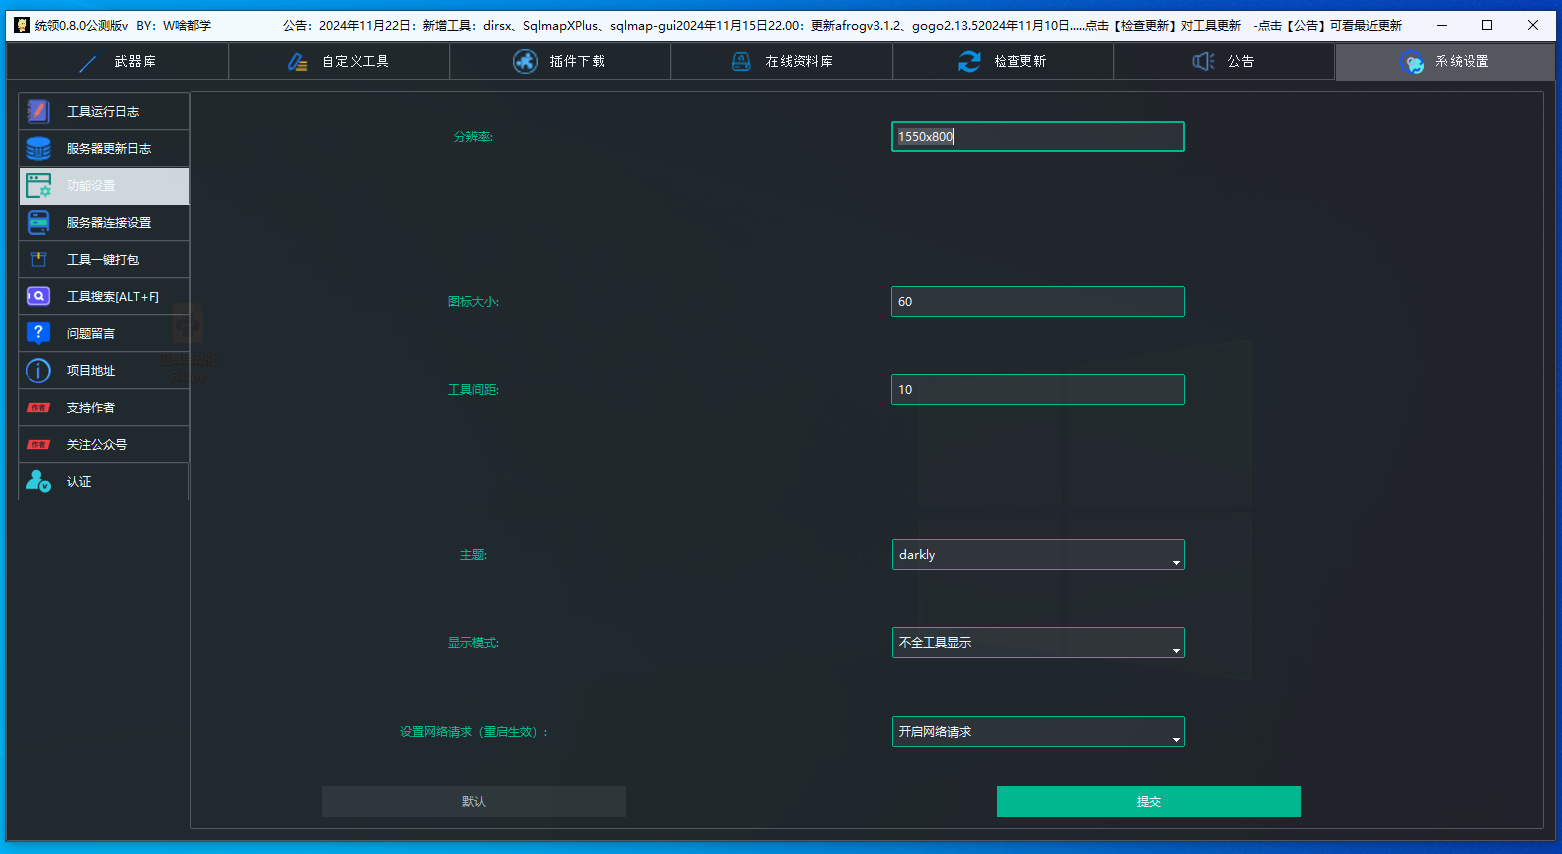 统领0.8.0公测版v BY：W啥都学 公告：2024年11月22日：新增工具：dirsx、SqlmapXPlus、sqlmap-gui2024年11月15日22.00：更新afrogv3.1.2、gogo2.13.52024年11月10日.....点击【检查更新】对工具更新 -点击【公告】可看最近更新
武器库 自定义工具 插件下载 在线资料库 检查更新 公告 系统设置
工具运行日志
服务器更新日志
功能设置
服务器连接设置
工具一键打包
工具搜索[ALT+F]
问题留言
项目地址
作者 支持作者
作者 关注公众号
认证
分辨率: 1550x800
图标大小: 60
工具间距: 10
主题: darkly
显示模式: 不全工具显示
设置网络请求（重启生效）: 开启网络请求
默认 提交